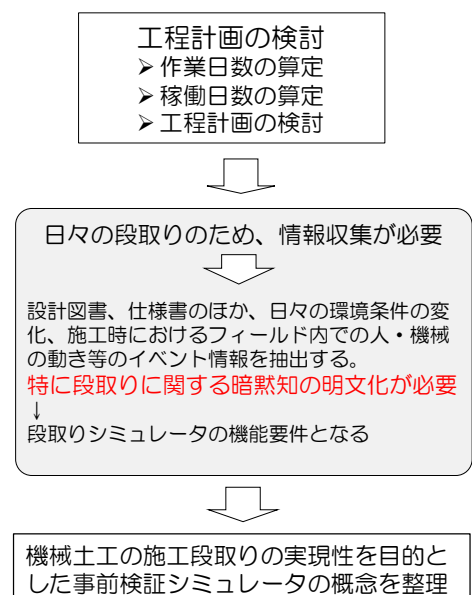 工程計画の検討
➢作業日数の算定
➢稼働日数の算定
➢工程計画の検討
日々の段取りのため、情報収集が必要
設計図書、仕様書のほか、日々の環境条件の変
化、施工時におけるフィールド内での人・機械
の動き等のイベント情報を抽出する。
特に段取りに関する暗黙知の明文化が必要
↓
段取りシミュレータの機能要件となる
機械土工の施工段取りの実現性を目的と
した事前検証シミュレータの概念を整理